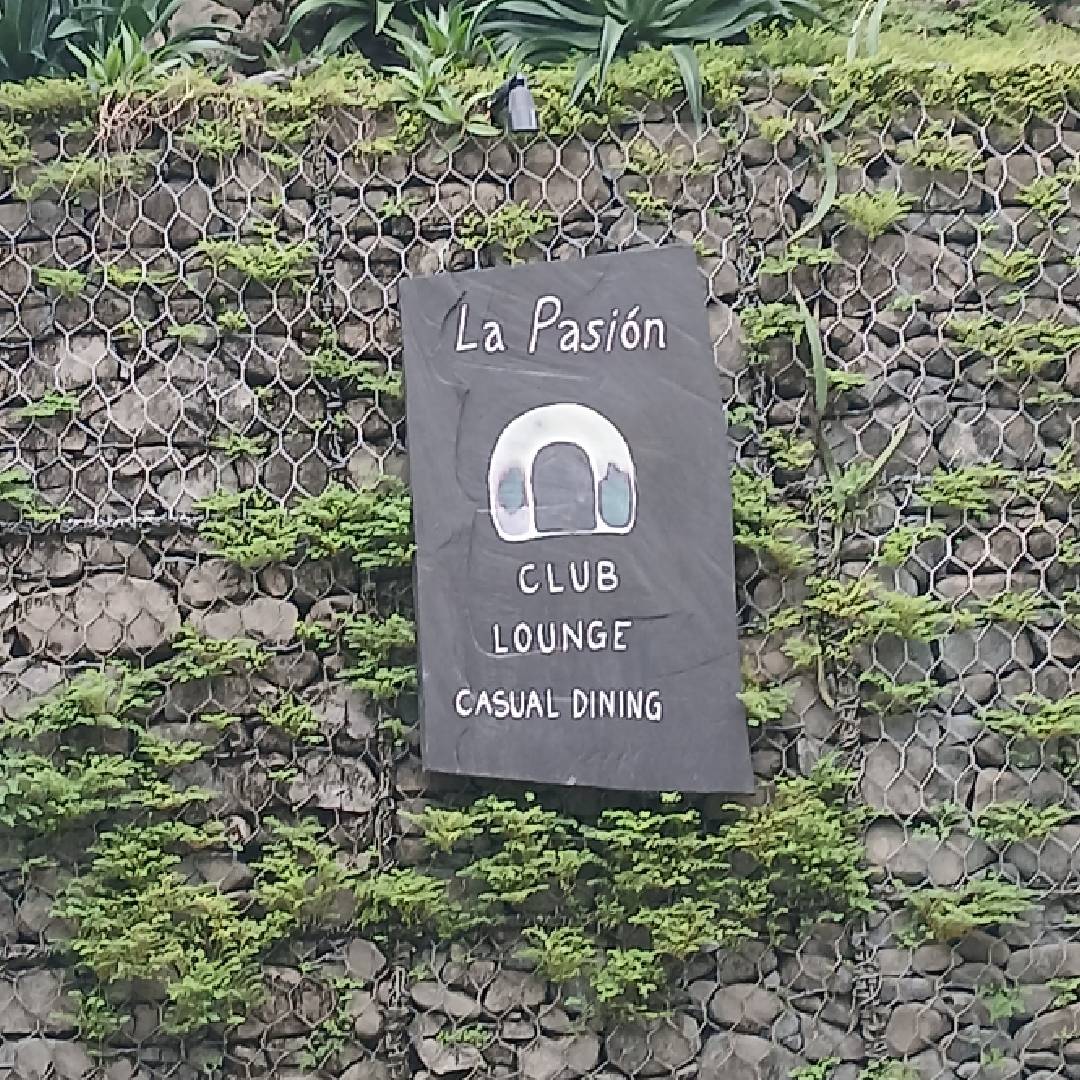 La Pasión
CLUB
LOUNGE
CASUAL DINING